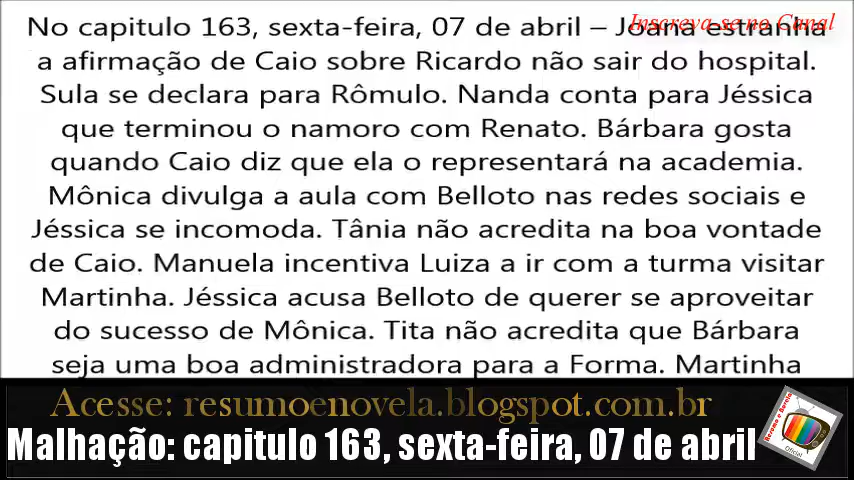 Inscreva-se no Canal
No capitulo 163, sexta-feira, 07 de abril – Joana estranha
a afirmação de Caio sobre Ricardo não sair do hospital.
Sula se declara para Rômulo. Nanda conta para Jéssica
que terminou o namoro com Renato. Bárbara gosta
quando Caio diz que ela o representará na academia.
Mônica divulga a aula com Belloto nas redes sociais e
Jéssica se incomoda. Tânia não acredita na boa vontade
de Caio. Manuela incentiva Luiza a ir com a turma visitar
Martinha. Jéssica acusa Belloto de querer se aproveitar
do sucesso de Mônica. Tita não acredita que Bárbara
seja uma boa administradora para a Forma. Martinha
Acesse: resumoenovela.blogspot.com.br
Malhação: capitulo 163, sexta-feira, 07 de abril
Oficial